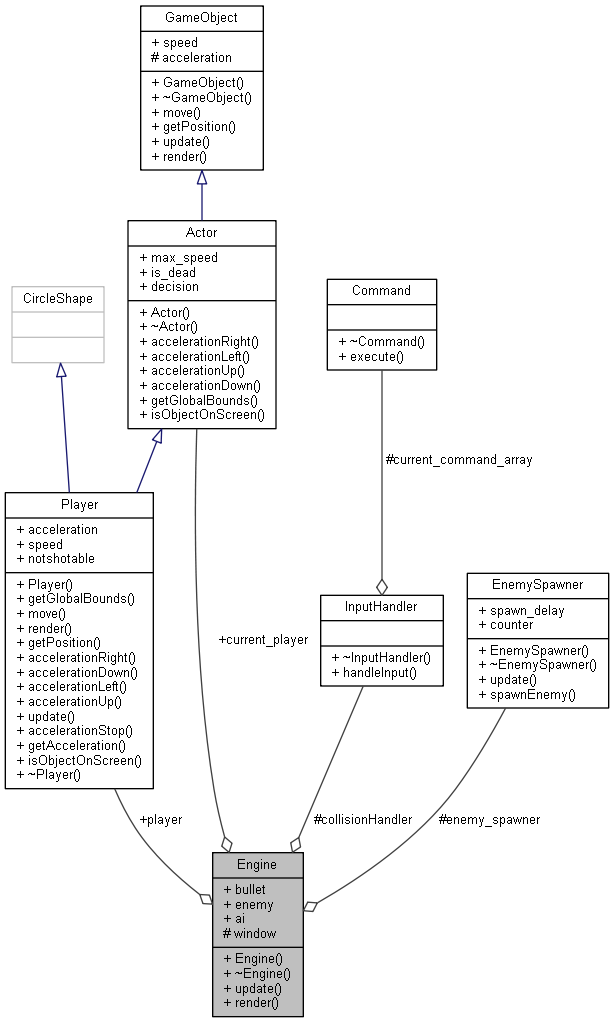 GameObject
+ speed
# acceleration
+ GameObject()
+ ~GameObject()
+ move()
+ getPosition()
+ update()
+ render()
Actor
+ max_speed
+ is_dead
+ decision
+ Actor()
+ ~Actor()
+ accelerationRight()
+ accelerationLeft()
+ accelerationUp()
+ accelerationDown()
+ getGlobalBounds()
+ isObjectOnScreen()
CircleShape
Command
+ ~Command()
+ execute()
#current_command_array
Player
+ acceleration
+ speed
+ notshotable
+ Player()
+ getGlobalBounds()
+ move()
+ render()
+ getPosition()
+ accelerationRight()
+ accelerationDown()
+ accelerationLeft()
+ accelerationUp()
+ update()
+ accelerationStop()
+ getAcceleration()
+ isObjectOnScreen()
+ ~Player()
+current_player
InputHandler
+ ~InputHandler()
+ handleInput()
EnemySpawner
+ spawn_delay
+ counter
+ EnemySpawner()
+ ~EnemySpawner()
+ update()
+ spawnEnemy()
+player
#collisionHandler
#enemy_spawner
Engine
+ bullet
+ enemy
+ ai
# window
+ Engine()
+ ~Engine()
+ update()
+ render()